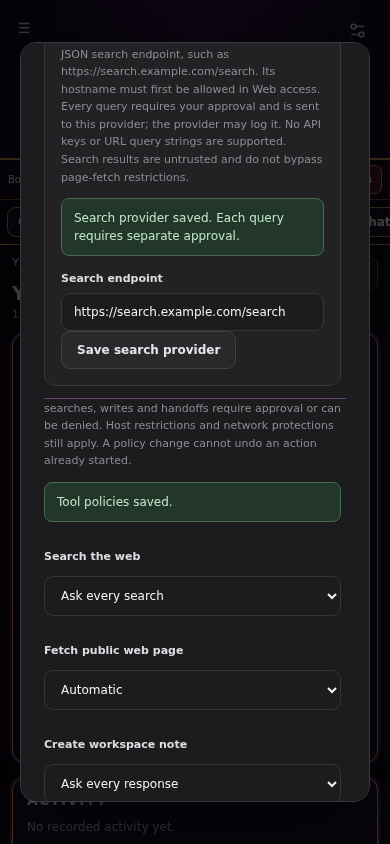 JSON search endpoint, such as
https://search.example.com/search. Its
hostname must first be allowed in Web access.
Every query requires your approval and is sent
to this provider; the provider may log it. No API
keys or URL query strings are supported.
Search results are untrusted and do not bypass
page-fetch restrictions.
Search provider saved. Each query
requires separate approval.
Search endpoint
https://search.example.com/search
Save search provider
searches, writes and handoffs require approval or can
be denied. Host restrictions and network protections
still apply. A policy change cannot undo an action
already started.
Tool policies saved.
Search the web
Ask every search
Fetch public web page
Automatic
Create workspace note
Ask every response
ACTIVITY
No recorded activity yet.